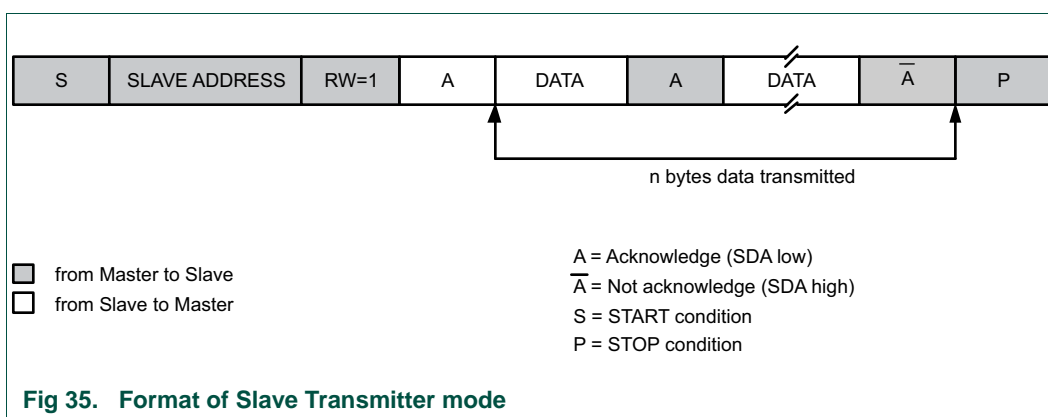 S SLAVE ADDRESS RW=1 A DATA A DATA A̅ P
n bytes data transmitted
from Master to Slave
from Slave to Master
A = Acknowledge (SDA low)
A̅ = Not acknowledge (SDA high)
S = START condition
P = STOP condition
Fig 35. Format of Slave Transmitter mode